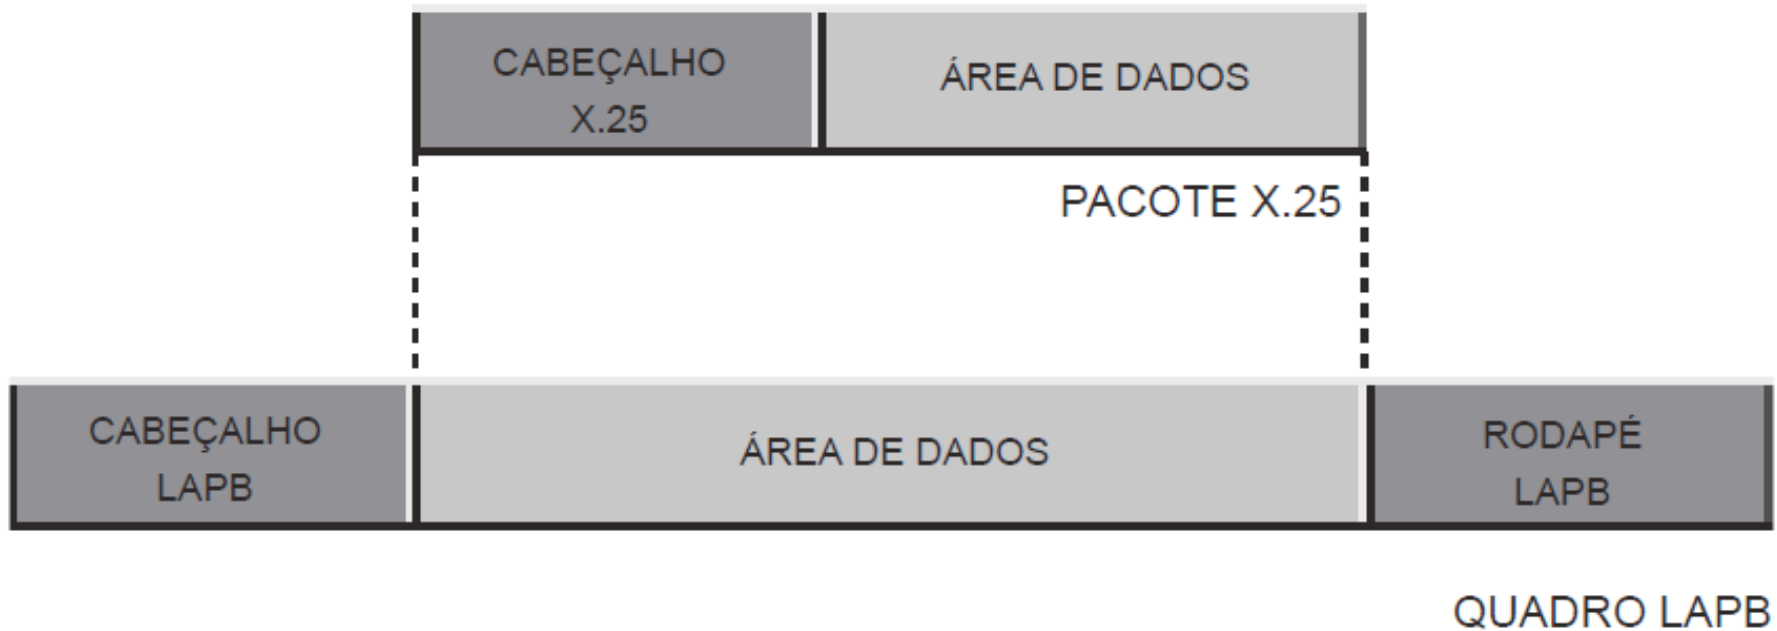 CABEÇALHO
X.25
ÁREA DE DADOS
PACOTE X.25
CABEÇALHO
LAPB
ÁREA DE DADOS
RODAPÉ
LAPB
QUADRO LAPB